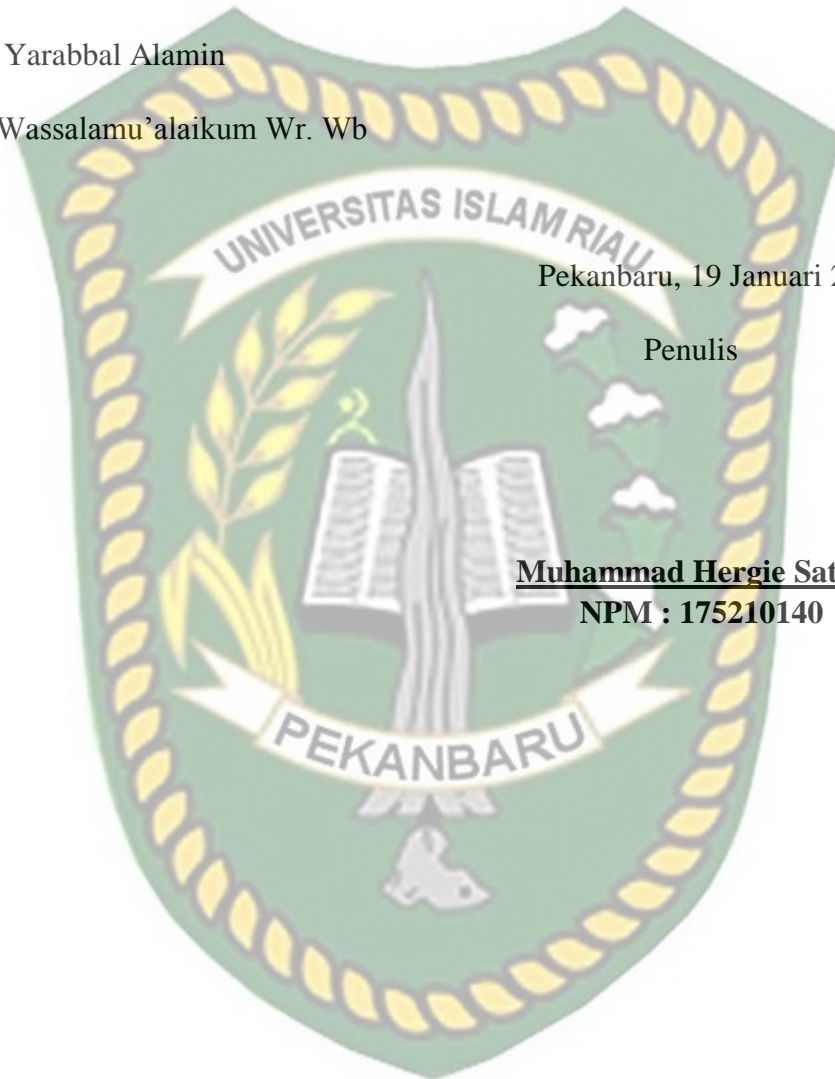 Yarabbal Alamin
Wassalamu’alaikum Wr. Wb
UNIVERSITAS ISLAM RIAU
Pekanbaru, 19 Januari
Penulis
Muhammad Hergie
NPM : 175210140
PEKANBARU